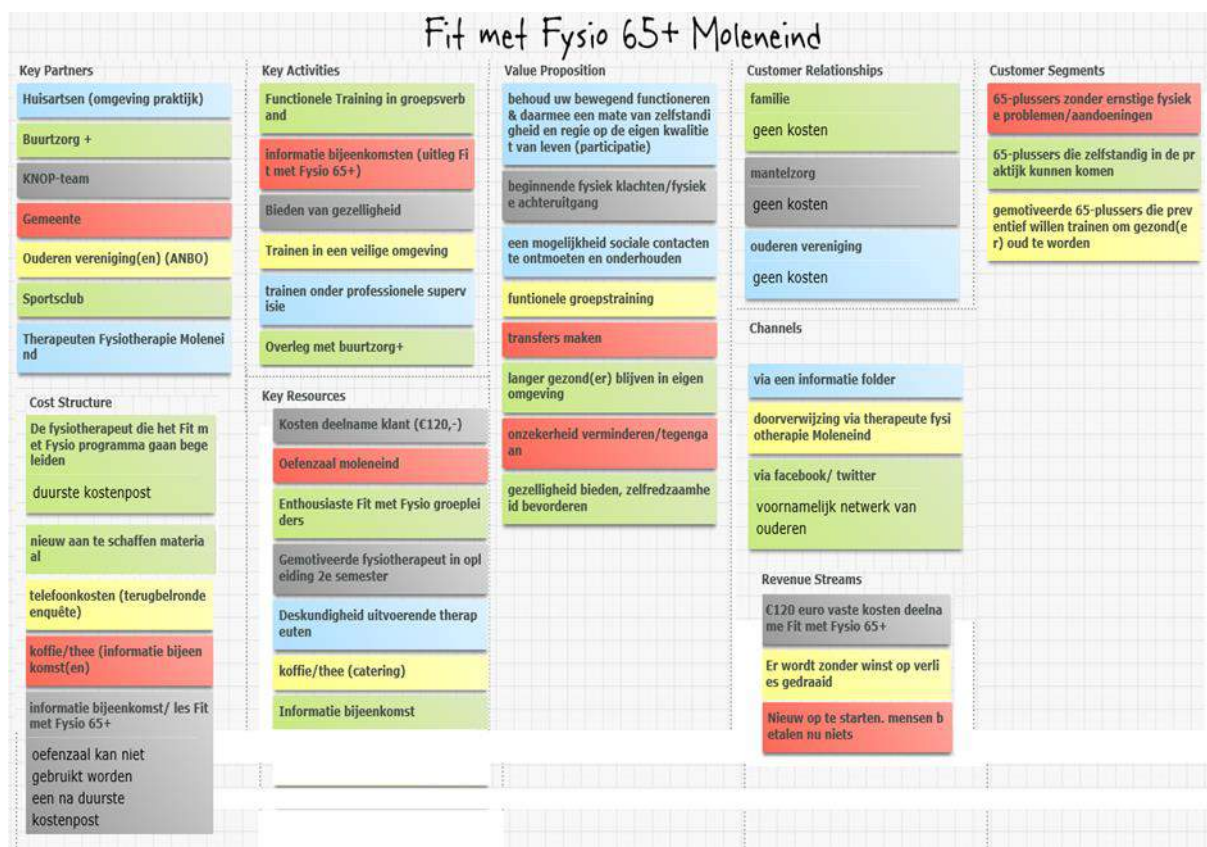 Fit met Fysio 65+ Moleneind
Key Partners
Huisartsen (omgeving praktijk)
Buurtzorg +
KNOP-team
Gemeente
Ouderen vereniging(en) (ANBO)
Sportsclub
Therapeuten Fysiotherapie Molenei
nd
Cost Structure
De fysiotherapeut die het Fit m
et Fysio programma gaan bege
leiden
duurste kostenpost
nieuw aan te schaffen materia
al
telefoonkosten (terugbelronde
enquête)
koffie/thee (informatie bijeen
komst(en)
informatie bijeenkomst/ les Fit
met Fysio 65+
oefenzaal kan niet
gebruikt worden
een na duurste
kostenpost
Key Activities
Functionele Training in groepsverb
and
informatie bijeenkomsten (uitleg Fi
t met Fysio 65+)
Bieden van gezelligheid
Trainen in een veilige omgeving
trainen onder professionele superv
isie
Overleg met buurtzorg+
Key Resources
Kosten deelname klant (€120,-)
Oefenzaal moleneind
Enthousiaste Fit met Fysio groeplei
ders
Gemotiveerde fysiotherapeut in opl
eiding 2e semester
Deskundigheid uitvoerende therap
euten
koffie/thee (catering)
Informatie bijeenkomst
Value Proposition
behoud uw bewegend functioneren
& daarmee een mate van zelfstandi
gheid en regie op de eigen kwalitie
t van leven (participatie)
beginnende fysiek klachten/fysiek
e achteruitgang
een mogelijkheid sociale contacten
te ontmoeten en onderhouden
funtionele groepstraining
transfers maken
langer gezond(er) blijven in eigen
omgeving
onzekerheid verminderen/tegenga
an
gezelligheid bieden, zelfredzaamhe
id bevorderen
Customer Relationships
familie
geen kosten
mantelzorg
geen kosten
ouderen vereniging
geen kosten
Channels
via een informatie folder
doorverwijzing via therapeute fysi
otherapie Moleneind
via facebook/ twitter
voornamelijk netwerk van
ouderen
Revenue Streams
€120 euro vaste kosten deelna
me Fit met Fysio 65+
Er wordt zonder winst op verli
es gedraaid
Nieuw op te starten. mensen b
etalen nu niets
Customer Segments
65-plussers zonder ernstige fysiek
e problemen/aandoeningen
65-plussers die zelfstandig in de pr
aktijk kunnen komen
gemotiveerde 65-plussers die prev
entief willen trainen om gezond(e
r) oud te worden